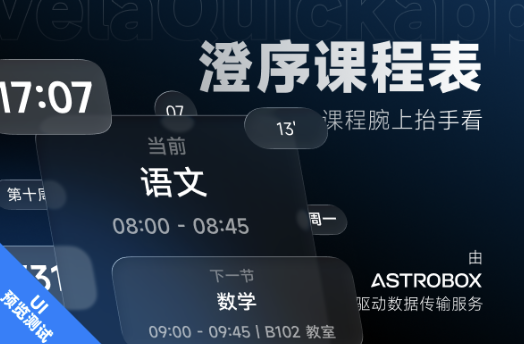 澄序课程表
课程腕上抬手看
17:07
07
13'
当前
语文
08:00 - 08:45
第十周
周一
31
下一节
数学
09:00 - 09:45 | B102 教室
由
ASTROBOX
驱动数据传输服务
UI
预览测试